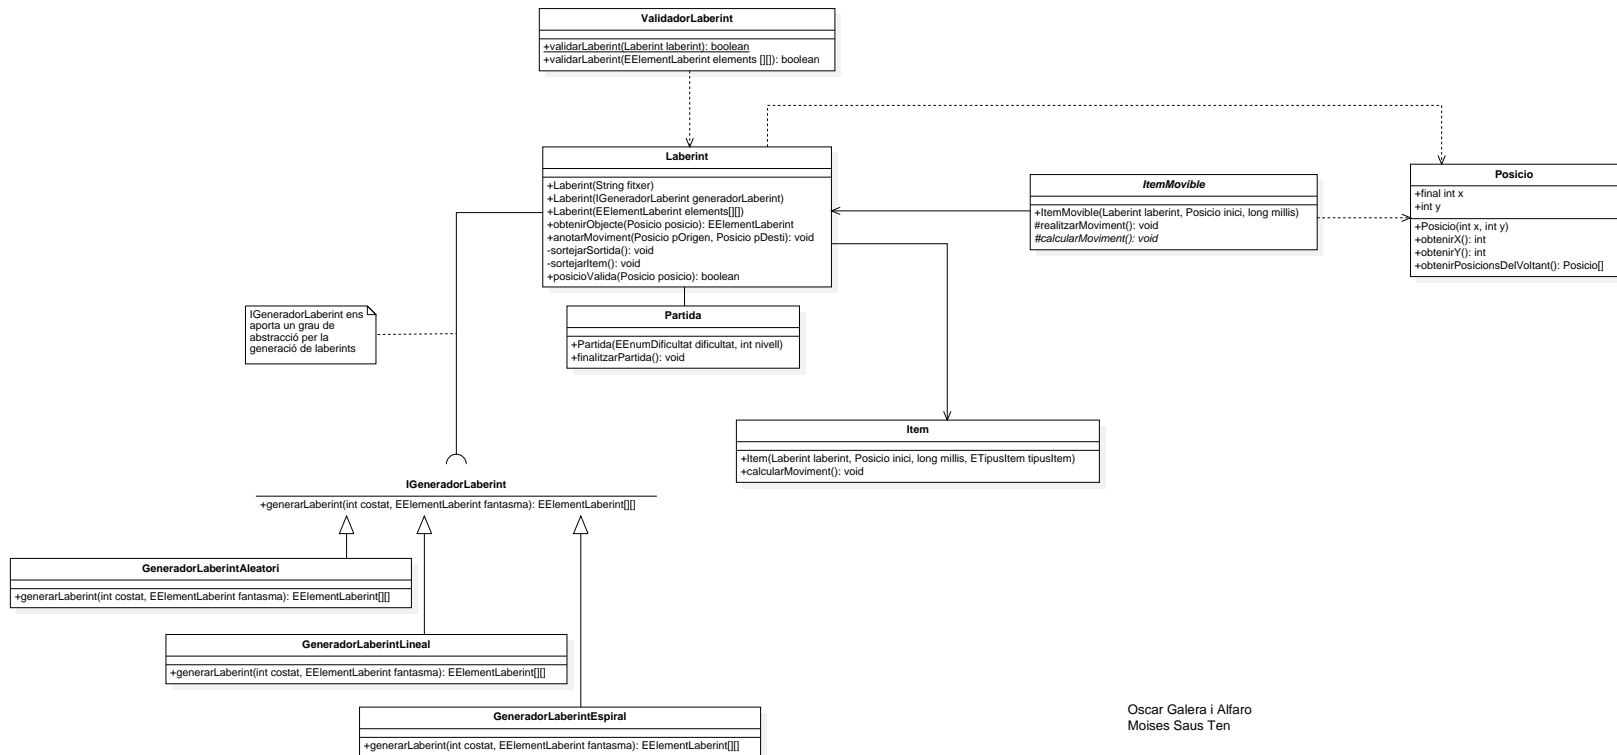 ValidadorLaberint
+validarLaberint(Laberint laberint): boolean
+validarLaberint(EElementLaberint elements [][]): boolean
Laberint
+Laberint(String fitxer)
+Laberint(IGeneradorLaberint generadorLaberint)
+Laberint(EElementLaberint elements[][])
+obtenirObjecte(Posicio posicio): EElementLaberint
+anotarMoviment(Posicio pOrigen, Posicio pDesti): void
-sortejarSortida(): void
-sortejarItem(): void
+posicioValida(Posicio posicio): boolean
ItemMovible
+ItemMovible(Laberint laberint, Posicio inici, long millis)
#realitzarMoviment(): void
#calcularMoviment(): void
Posicio
+final int x
+int y
+Posicio(int x, int y)
+obtenirX(): int
+obtenirY(): int
+obtenirPosicionsDelVoltant(): Posicio[]
IGeneradorLaberint ens
aporta un grau de
abstracció per la
generació de laberints
Partida
+Partida(EEnumDificultat dificultat, int nivell)
+finalitzarPartida(): void
Item
+Item(Laberint laberint, Posicio inici, long millis, ETipusItem tipusItem)
+calcularMoviment(): void
IGeneradorLaberint
+generarLaberint(int costat, EElementLaberint fantasma): EElementLaberint[][]
GeneradorLaberintAleatori
+generarLaberint(int costat, EElementLaberint fantasma): EElementLaberint[][]
GeneradorLaberintLineal
+generarLaberint(int costat, EElementLaberint fantasma): EElementLaberint[][]
GeneradorLaberintEspiral
+generarLaberint(int costat, EElementLaberint fantasma): EElementLaberint[][]
Oscar Galera i Alfaro
Moises Saus Ten